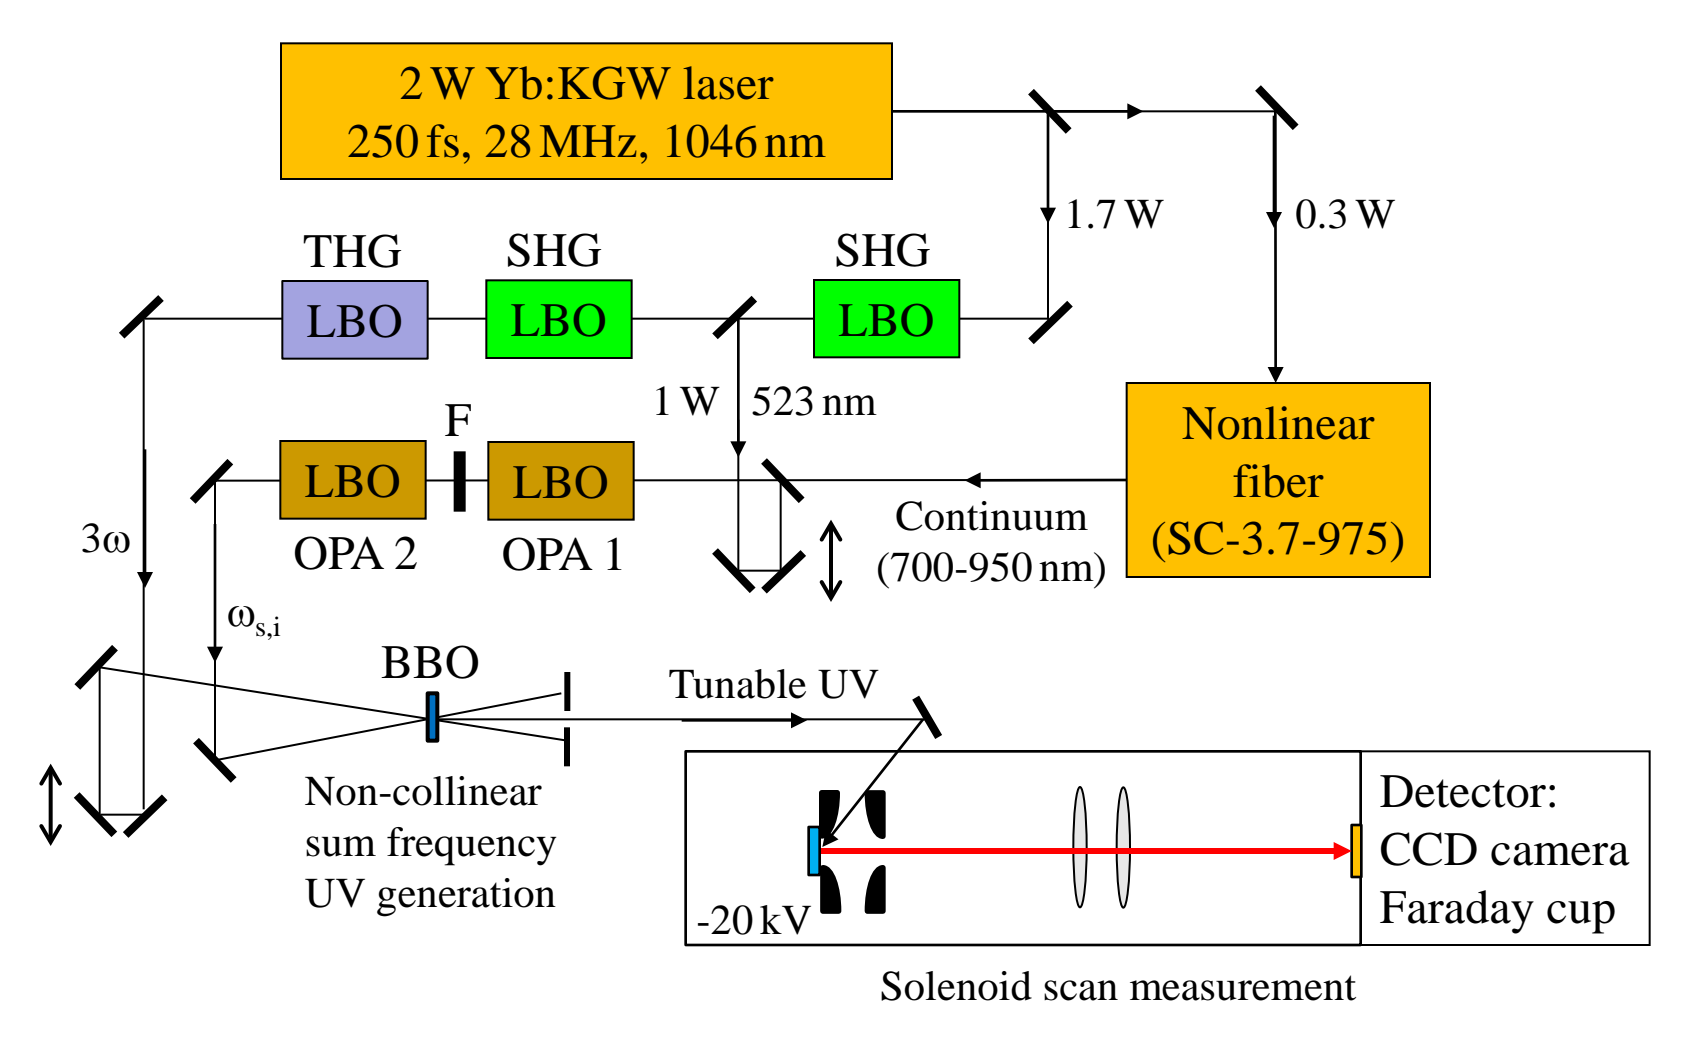 2 W Yb:KGW laser
250 fs, 28 MHz, 1046 nm
1.7 W
0.3 W
THG
SHG
SHG
LBO
LBO
LBO
1 W
523 nm
F
LBO
LBO
OPA 2
OPA 1
Nonlinear
fiber
(SC-3.7-975)
Continuum
(700-950 nm)
3ω
ωs,i
BBO
Tunable UV
Non-collinear
sum frequency
UV generation
-20 kV
Detector:
CCD camera
Faraday cup
Solenoid scan measurement